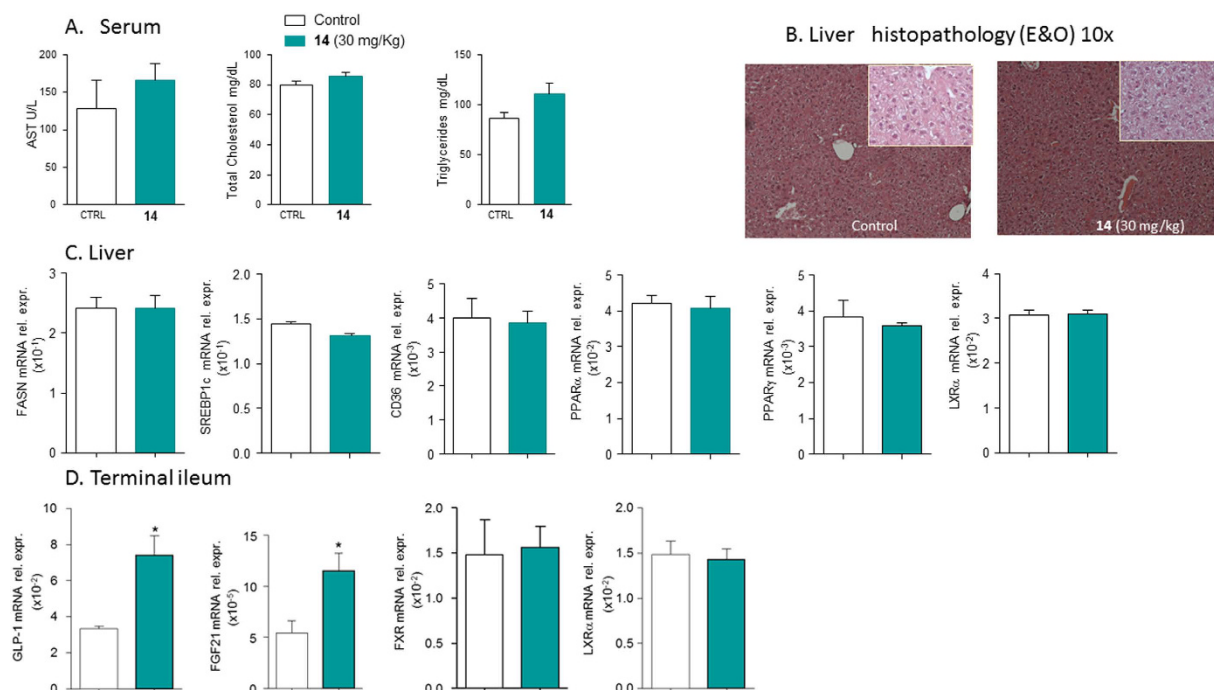 A. Serum
Control
14 (30 mg/Kg)
AST U/L
200
150
100
50
0
CTRL
14
Total Cholesterol mg/dL
100
80
60
40
20
0
CTRL
14
Triglycerides mg/dL
150
100
50
0
CTRL
14
B. Liver histopathology (E&O) 10x
Control
14 (30 mg/kg)
C. Liver
FASN mRNA rel. expr.
(x10-1)
3
2
1
0
SREBP1c mRNA rel. expr.
(x10-1)
2.0
1.5
1.0
0.5
0.0
CD36 mRNA rel. expr.
(x10-3)
5
4
3
2
1
0
PPARα mRNA rel. expr.
(x10-2)
5
4
3
2
1
0
PPARγ mRNA rel. expr.
(x10-3)
5
4
3
2
1
0
LXRα mRNA rel. expr.
(x10-2)
4
3
2
1
0
D. Terminal ileum
GLP-1 mRNA rel. expr.
(x10-2)
10
8
6
4
2
0
*
FGF21 mRNA rel. expr.
(x10-5)
15
10
5
0
*
FXR mRNA rel. expr.
(x10-2)
2.0
1.5
1.0
0.5
0.0
LXRα mRNA rel. expr.
(x10-2)
2.0
1.5
1.0
0.5
0.0